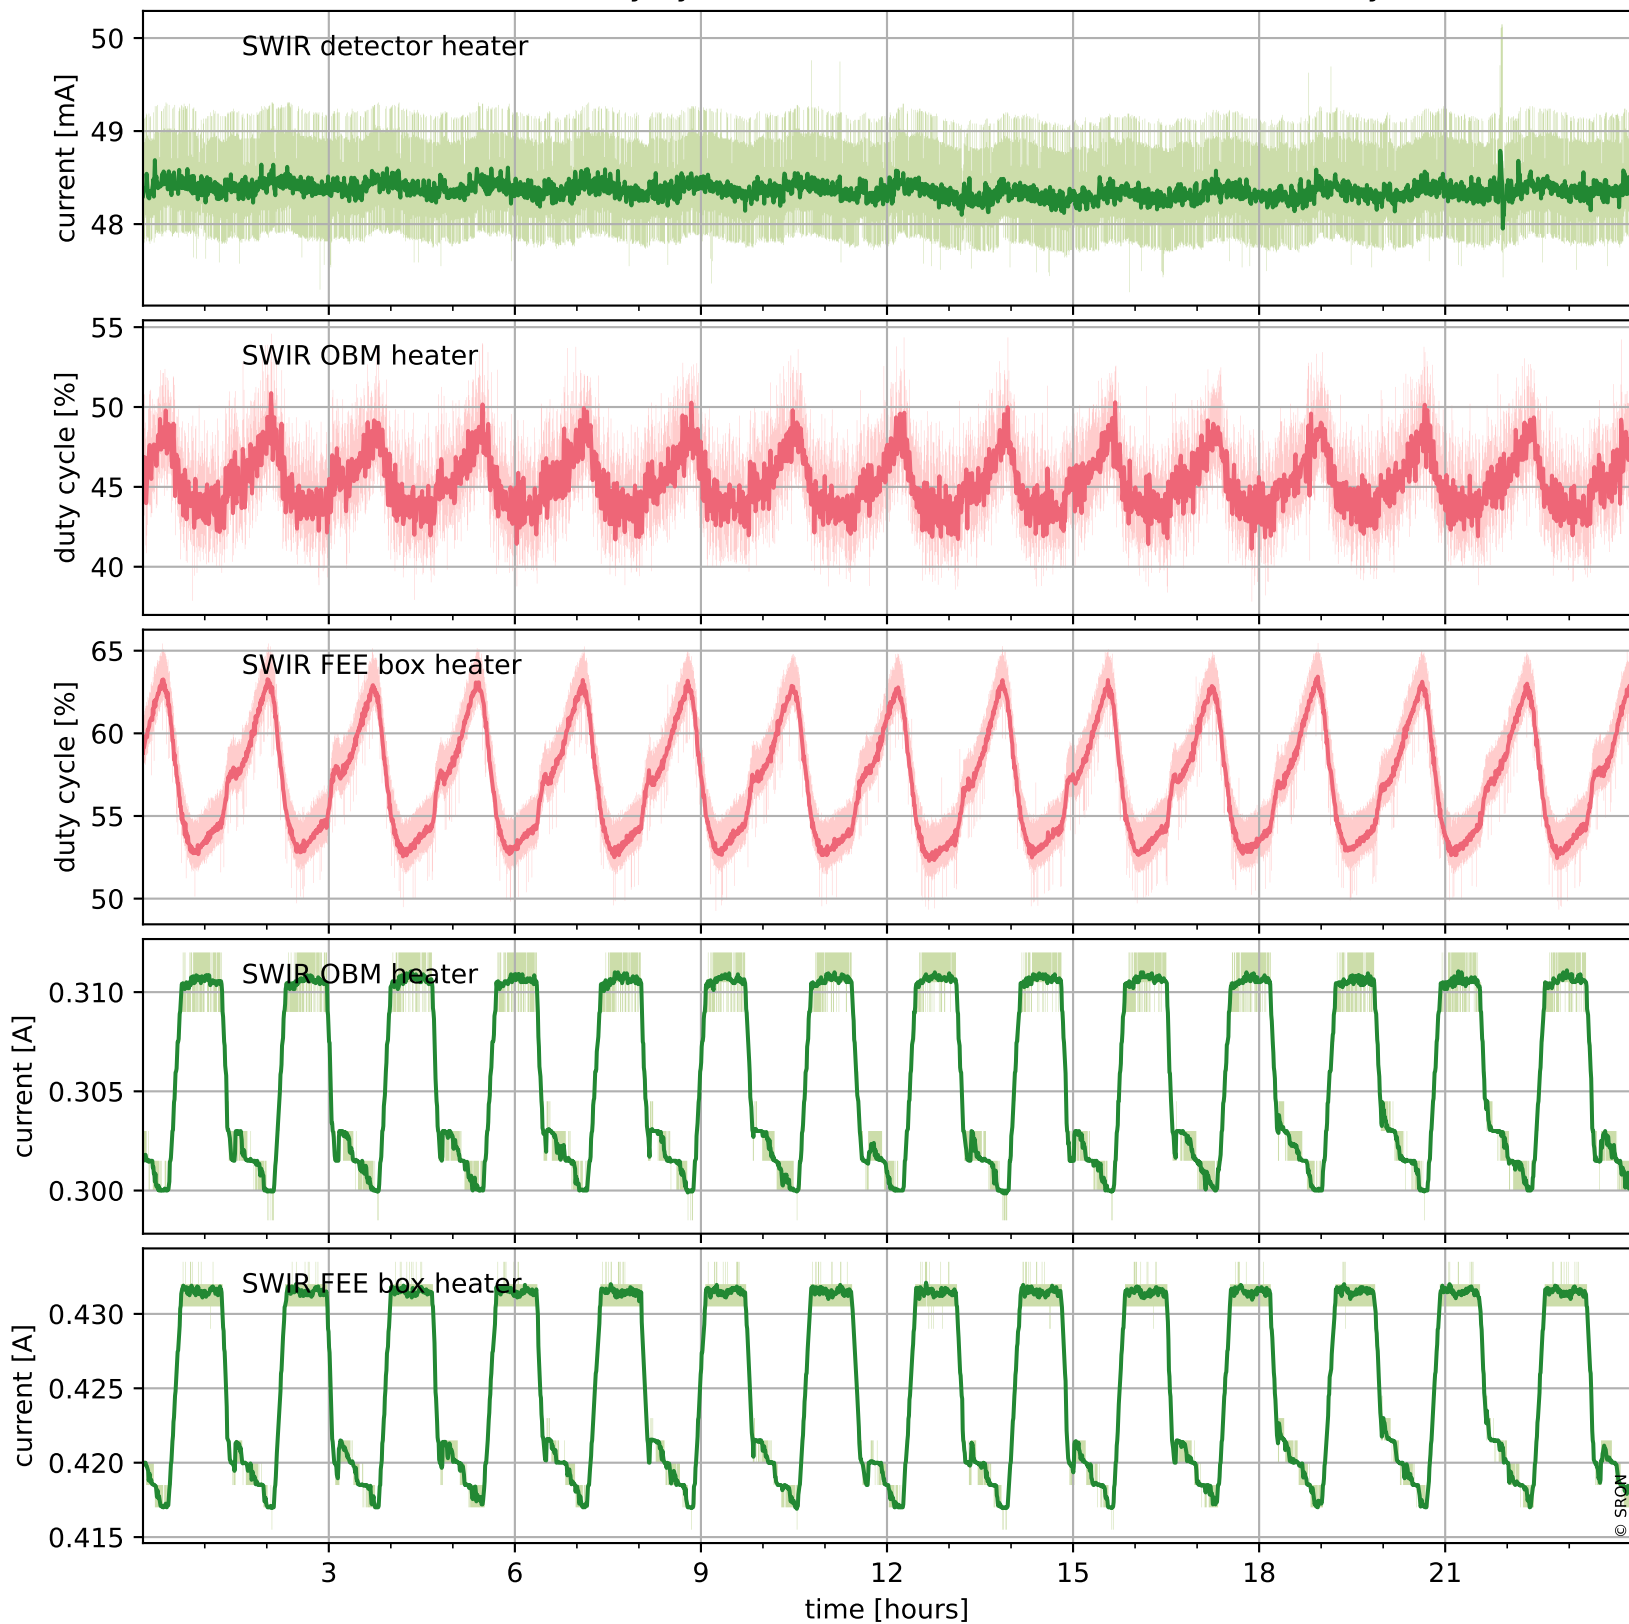 SWIR detector heater
current [mA]
50
49
48
SWIR OBM heater
duty cycle [%]
55
50
45
40
SWIR FEE box heater
duty cycle [%]
65
60
55
50
SWIR OBM heater
current [A]
0.310
0.305
0.300
SWIR FEE box heater
current [A]
0.430
0.425
0.420
0.415
© SRON
3 6 9 12 15 18 21
time [hours]